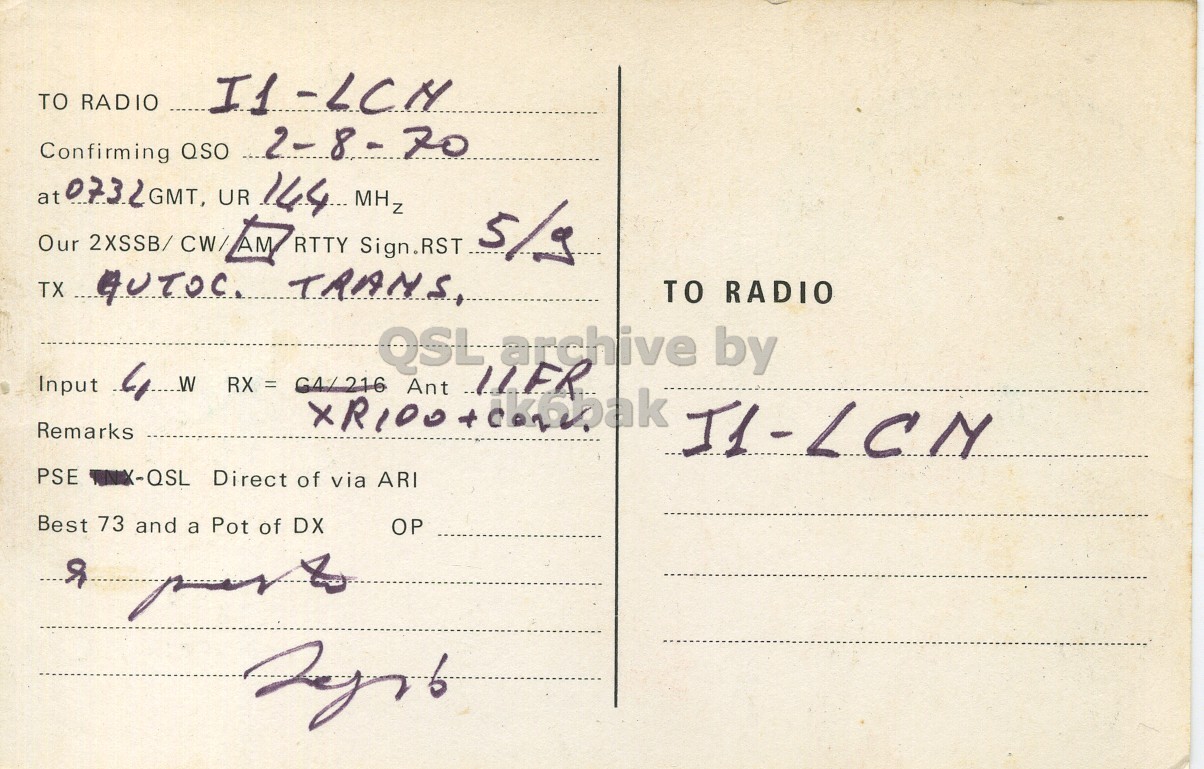 TO RADIO I1-LCN
Confirming QSO 2-8-70
at 0732 GMT, UR 144 MHz
Our 2XSSB/ CW/ AM/ RTTY Sign.RST 5/9
TX AUTOC. TRANS.
QSL archive by
Input 4 W RX = G4/216 Ant 11FR
ik6bak
XR100 + conv.
Remarks
PSE TNX-QSL Direct of via ARI
Best 73 and a Pot of DX OP
a presto
TO RADIO
I1-LCN